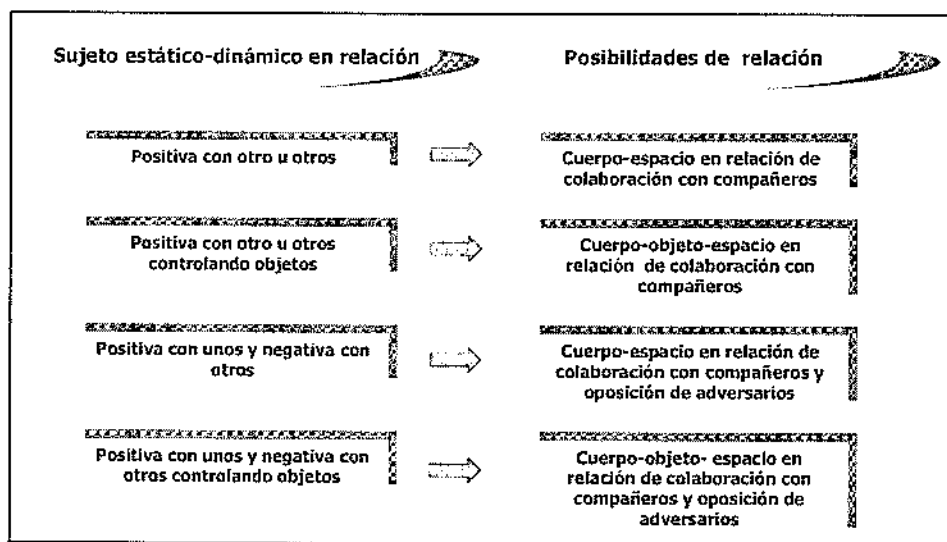 Sujeto estático-dinámico en relación
Posibilidades de relación
Positiva con otro u otros
Cuerpo-espacio en relación de
colaboración con compañeros
Positiva con otro u otros
controlando objetos
Cuerpo-objeto-espacio en
relación de colaboración con
compañeros
Positiva con unos y negativa con
otros
Cuerpo-espacio en relación de
colaboración con compañeros y
oposición de adversarios
Positiva con unos y negativa con
otros controlando objetos
Cuerpo-objeto- espacio en
relación de colaboración con
compañeros y oposición de
adversarios